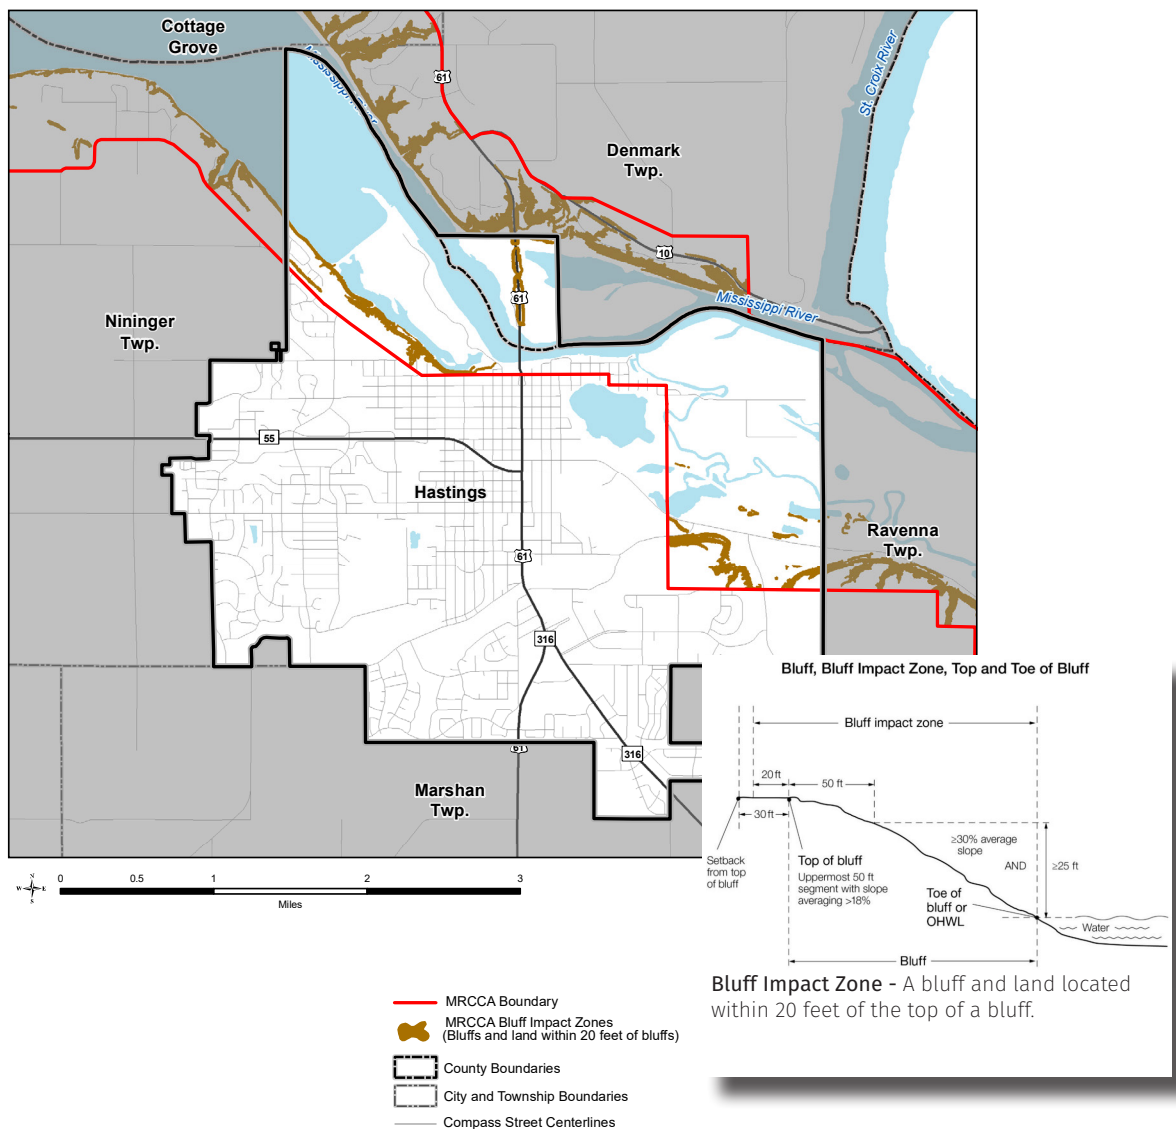 Cottage
Grove
Mississippi River
61
St. Croix River
Denmark
Twp.
10
61
Mississippi River
Nininger
Twp.
55
Hastings
61
Ravenna
Twp.
316
61
316
Marshan
Twp.
N
W E
S
0 0.5 1 2 3
Miles
Bluff, Bluff Impact Zone, Top and Toe of Bluff
Bluff impact zone
20 ft
50 ft
30 ft
Setback
from top
of bluff
Top of bluff
Uppermost 50 ft
segment with slope
averaging >18%
≥30% average
slope
AND
≥25 ft
Toe of
bluff or
OHWL
Water
Bluff
Bluff Impact Zone - A bluff and land located
within 20 feet of the top of a bluff.
MRCCA Boundary
MRCCA Bluff Impact Zones
(Bluffs and land within 20 feet of bluffs)
County Boundaries
City and Township Boundaries
Compass Street Centerlines